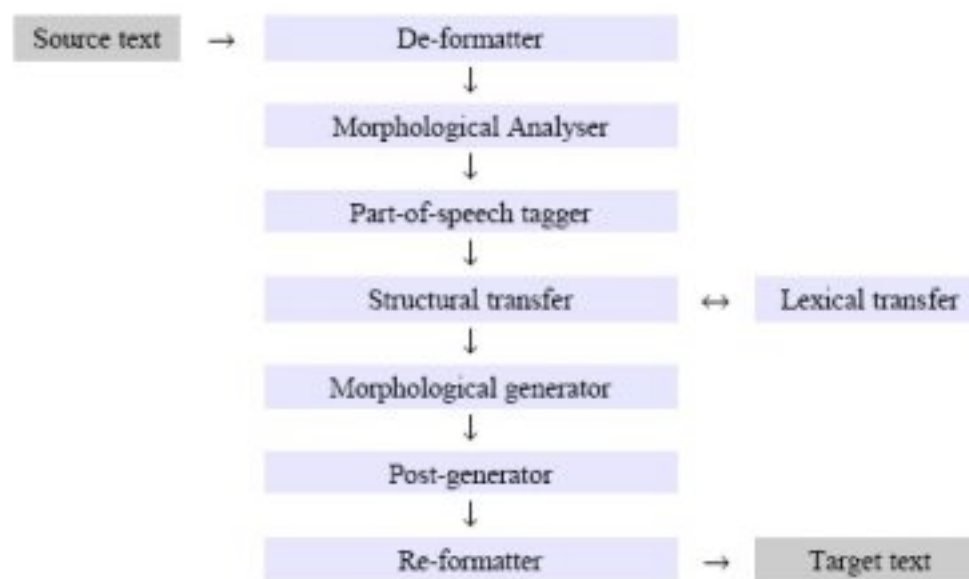 Source text → De-formatter
↓
Morphological Analyser
↓
Part-of-speech tagger
↓
Structural transfer ↔ Lexical transfer
↓
Morphological generator
↓
Post-generator
↓
Re-formatter → Target text